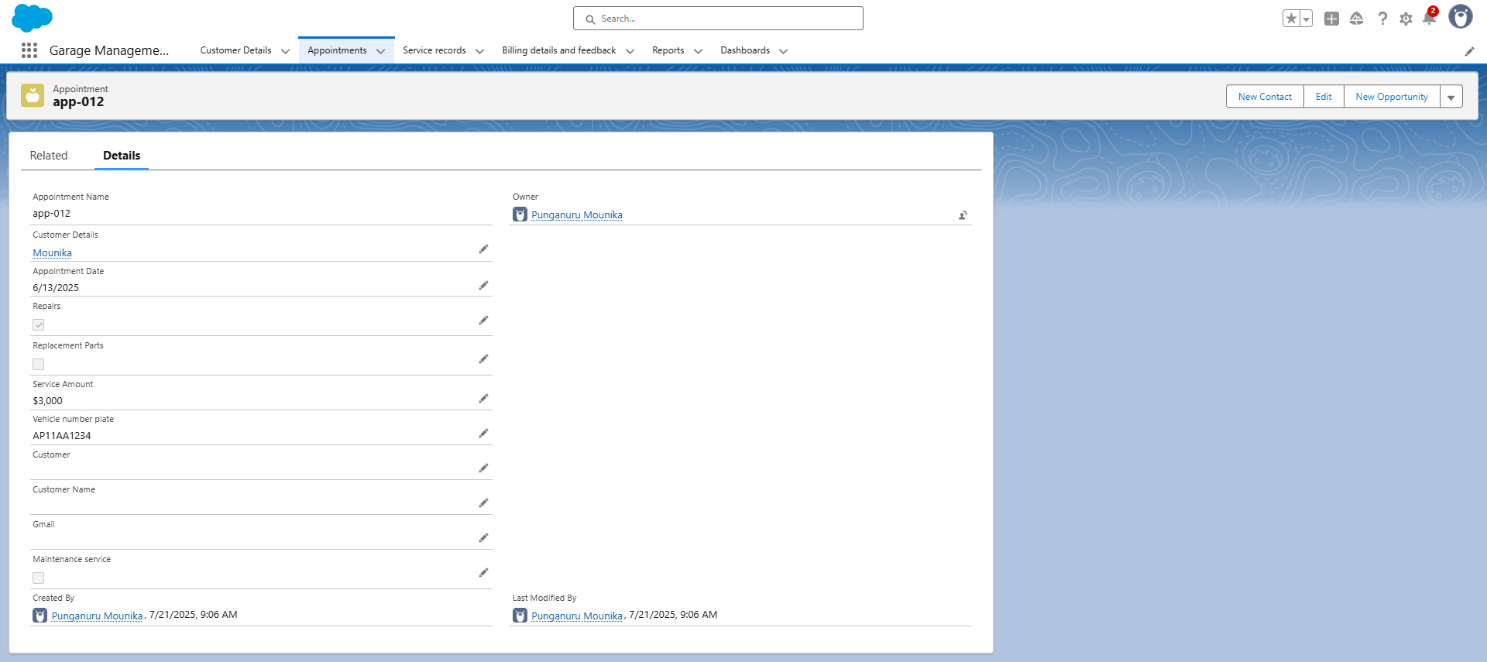 Search...
2
Garage Manageme...
Customer Details
Appointments
Service records
Billing details and feedback
Reports
Dashboards
Appointment
app-012
New Contact
Edit
New Opportunity
Related
Details
Appointment Name
app-012
Owner
Punganuru Mounika
Customer Details
Mounika
Appointment Date
6/13/2025
Repairs
Replacement Parts
Service Amount
$3,000
Vehicle number plate
AP11AA1234
Customer
Customer Name
Gmail
Maintenance service
Created By
Punganuru Mounika, 7/21/2025, 9:06 AM
Last Modified By
Punganuru Mounika, 7/21/2025, 9:06 AM